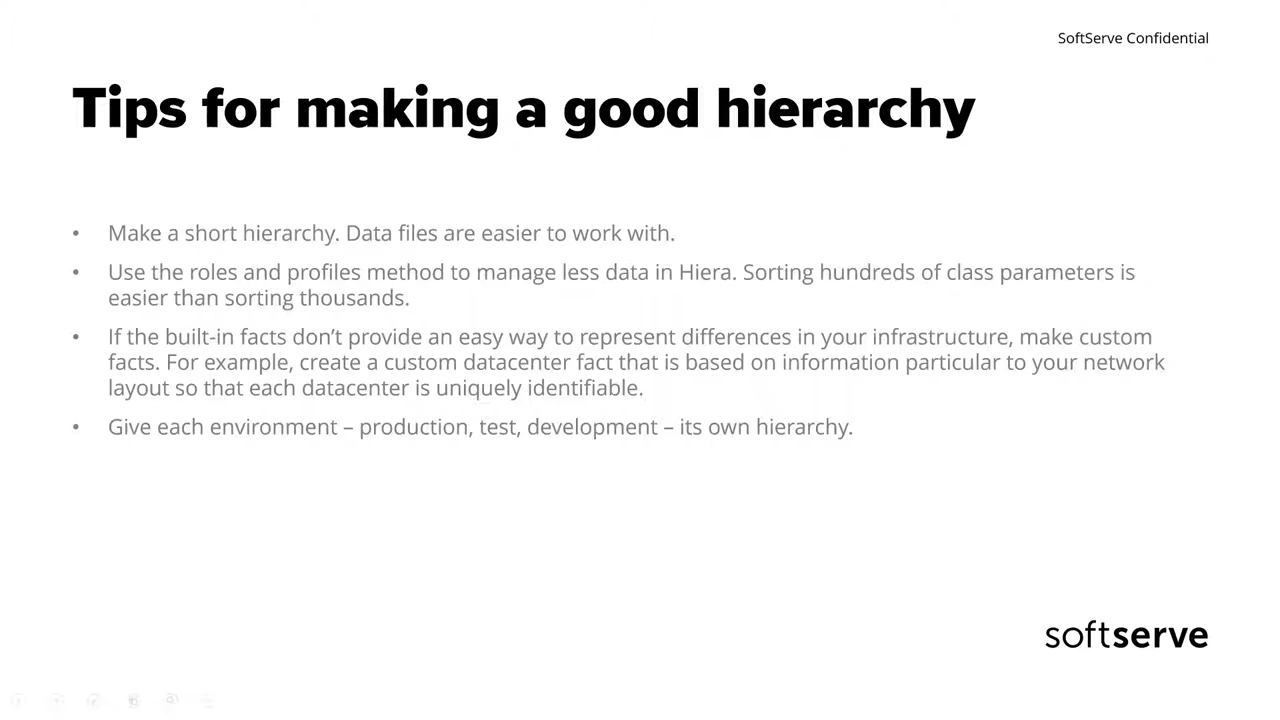 SoftServe Confidential
Tips for making a good hierarchy
• Make a short hierarchy. Data files are easier to work with.
• Use the roles and profiles method to manage less data in Hiera. Sorting hundreds of class parameters is
easier than sorting thousands.
• If the built-in facts don’t provide an easy way to represent differences in your infrastructure, make custom
facts. For example, create a custom datacenter fact that is based on information particular to your network
layout so that each datacenter is uniquely identifiable.
• Give each environment – production, test, development – its own hierarchy.
softserve